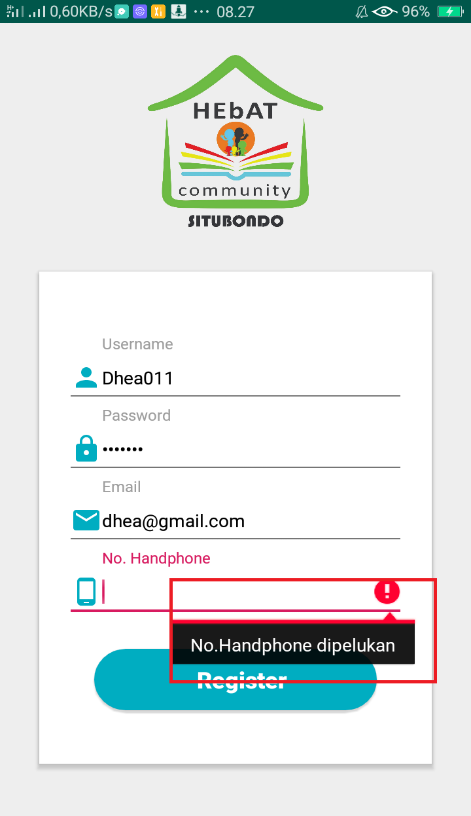 0,60KB/s ··· 08.27 96%
HEbAT
community
SITUBONDO
Username
Dhea011
Password
•••••••
Email
dhea@gmail.com
No. Handphone
No.Handphone dipelukan
Register